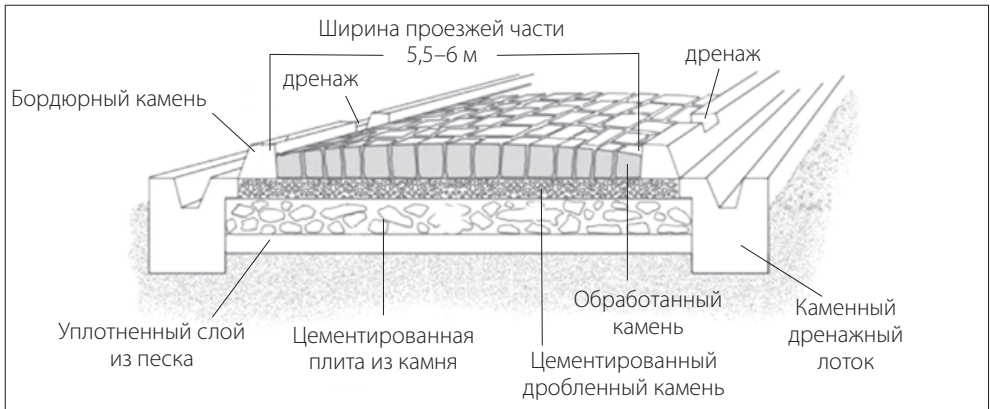 Ширина проезжей части
5,5–6 м
дренаж
дренаж
Бордюрный камень
Уплотненный слой
из песка
Цементированная
плита из камня
Цементированный
дробленный камень
Обработанный
камень
Каменный
дренажный
лоток